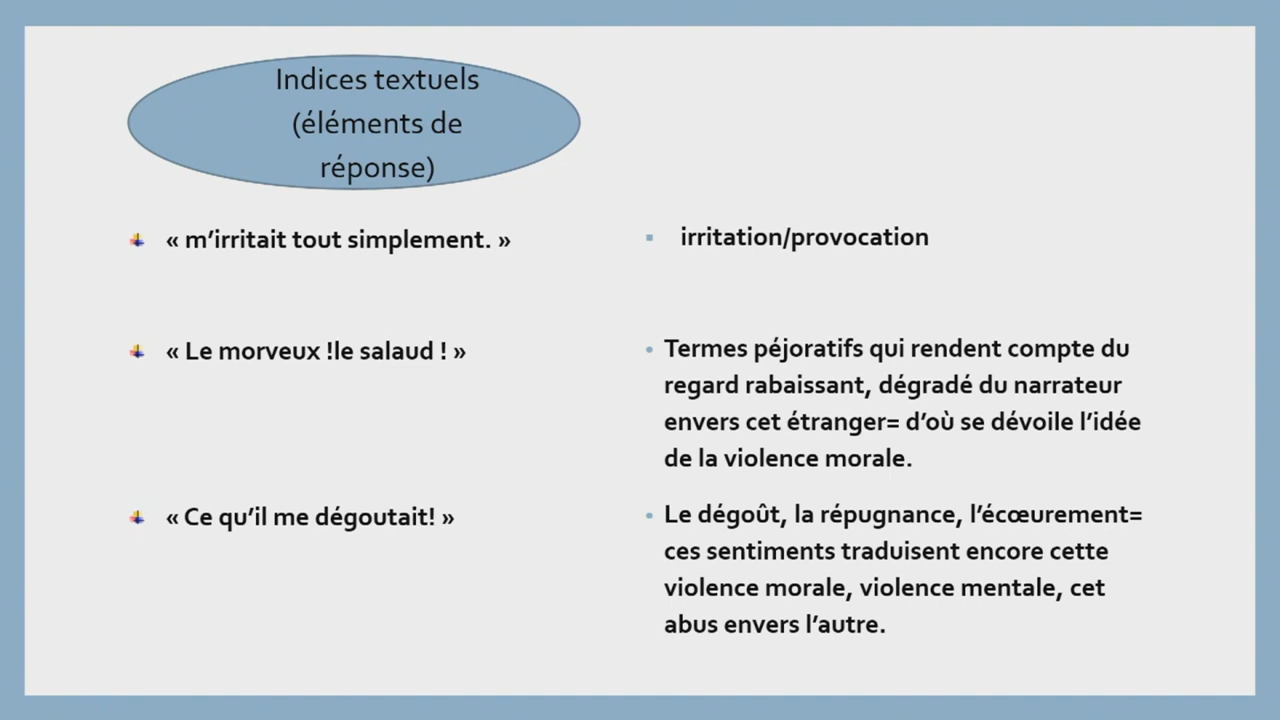 Indices textuels
(éléments de
réponse)
« m’irritait tout simplement. »
irritation/provocation
« Le morveux !le salaud ! »
Termes péjoratifs qui rendent compte du
regard rabaissant, dégradé du narrateur
envers cet étranger= d’où se dévoile l’idée
de la violence morale.
« Ce qu’il me dégoutait! »
Le dégoût, la répugnance, l’écœurement=
ces sentiments traduisent encore cette
violence morale, violence mentale, cet
abus envers l’autre.